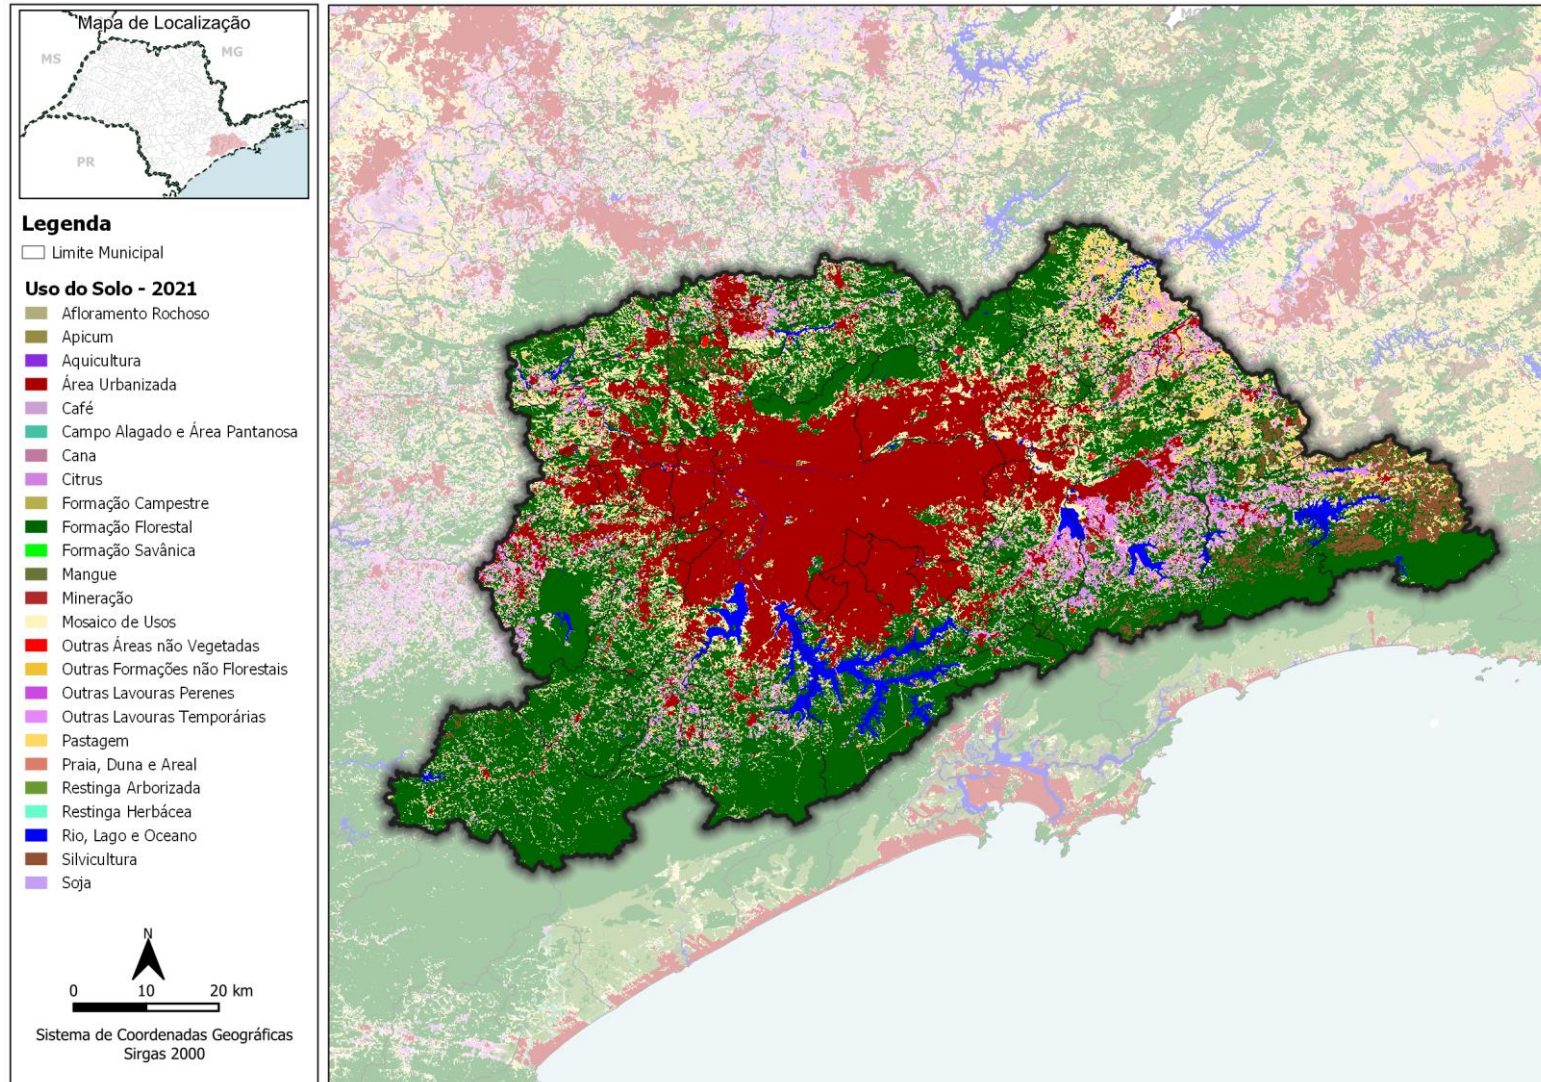 Mapa de Localização
MS
MG
PR
Legenda
Limite Municipal
Uso do Solo - 2021
Afloramento Rochoso
Apicum
Aquicultura
Área Urbanizada
Café
Campo Alagado e Área Pantanosa
Cana
Citrus
Formação Campestre
Formação Florestal
Formação Savânica
Mangue
Mineração
Mosaico de Usos
Outras Áreas não Vegetadas
Outras Formações não Florestais
Outras Lavouras Perenes
Outras Lavouras Temporárias
Pastagem
Praia, Duna e Areal
Restinga Arborizada
Restinga Herbácea
Rio, Lago e Oceano
Silvicultura
Soja
N
0 10 20 km
Sistema de Coordenadas Geográficas
Sirgas 2000
MG